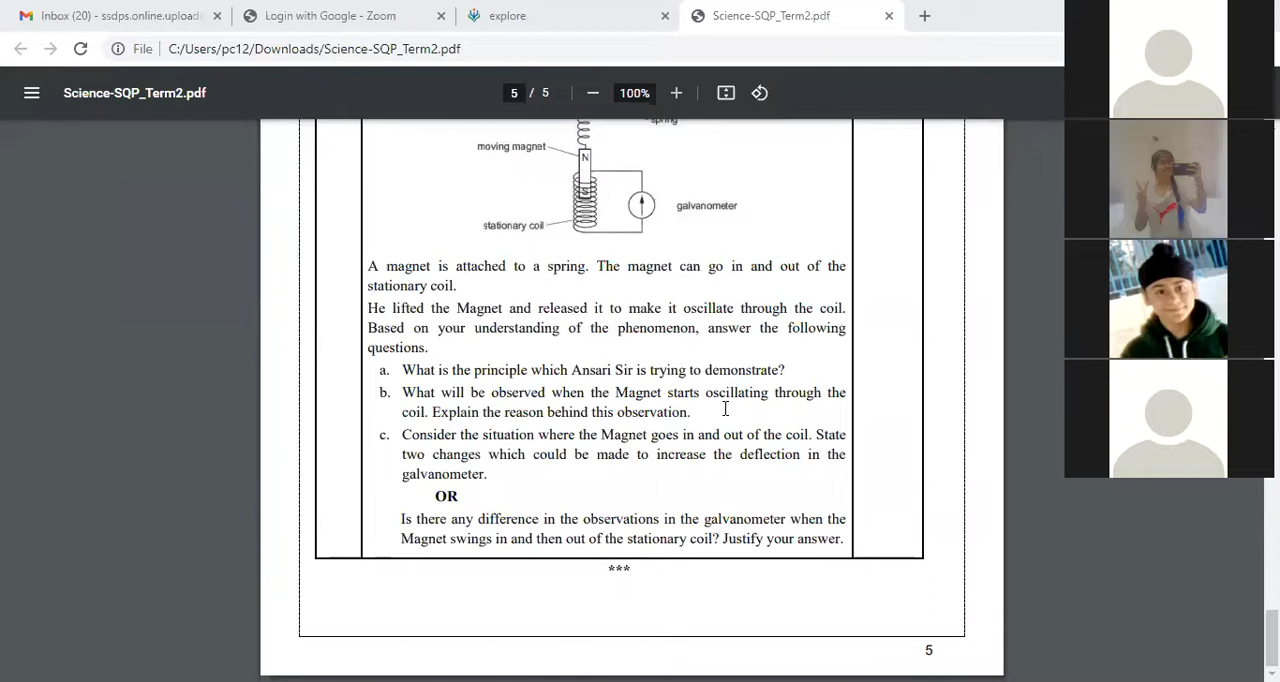 Inbox (20) - ssdps.online.upload
Login with Google - Zoom
explore
Science-SQP_Term2.pdf
File
C:/Users/pc12/Downloads/Science-SQP_Term2.pdf
Science-SQP_Term2.pdf
5 / 5
100%
spring
moving magnet
N
S
galvanometer
stationary coil
A magnet is attached to a spring. The magnet can go in and out of the
stationary coil.
He lifted the Magnet and released it to make it oscillate through the coil.
Based on your understanding of the phenomenon, answer the following
questions.
a. What is the principle which Ansari Sir is trying to demonstrate?
b. What will be observed when the Magnet starts oscillating through the
coil. Explain the reason behind this observation.
c. Consider the situation where the Magnet goes in and out of the coil. State
two changes which could be made to increase the deflection in the
galvanometer.
OR
Is there any difference in the observations in the galvanometer when the
Magnet swings in and then out of the stationary coil? Justify your answer.
***
5